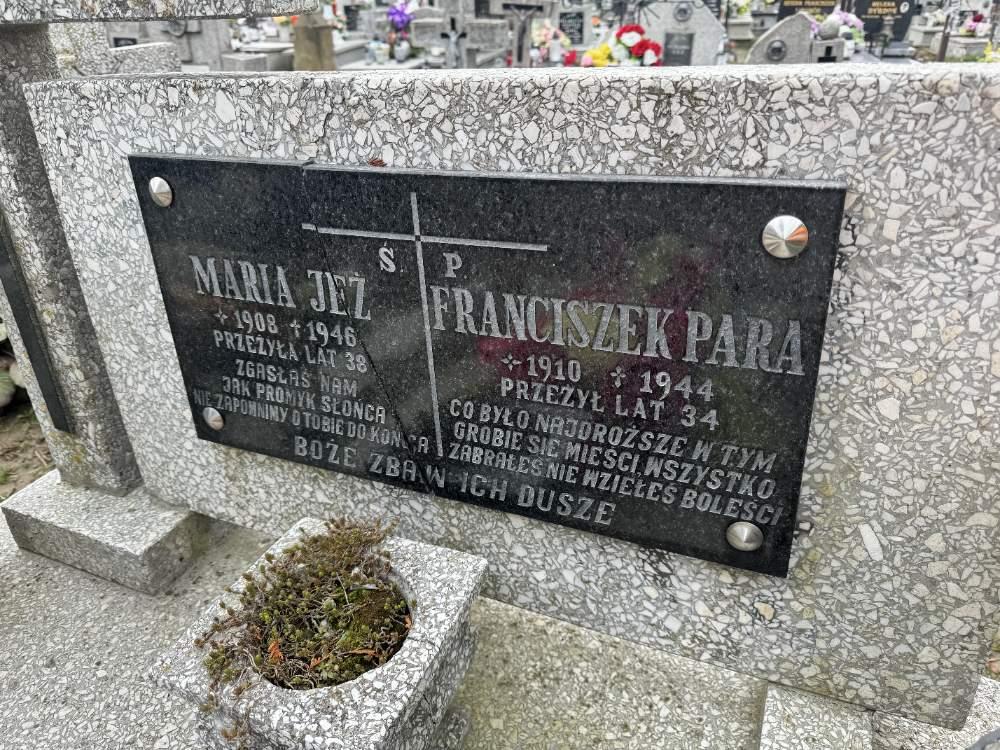 Ś P
MARIA JEŻ
+ 1908 + 1946
PRZEŻYŁA LAT 38
ZGASŁAŚ NAM
JAK PROMYK SŁOŃCA
NIE ZAPOMNIMY O TOBIE DO KOŃCA
FRANCISZEK PARA
+ 1910 + 1944
PRZEŻYŁ LAT 34
CO BYŁO NAJDROŻSZE W TYM
GROBIE SIĘ MIEŚCI, WSZYSTKO
ZABRAŁEŚ NIE WZIEŁEŚ BOLEŚCI
BOŻE ZBAW ICH DUSZE